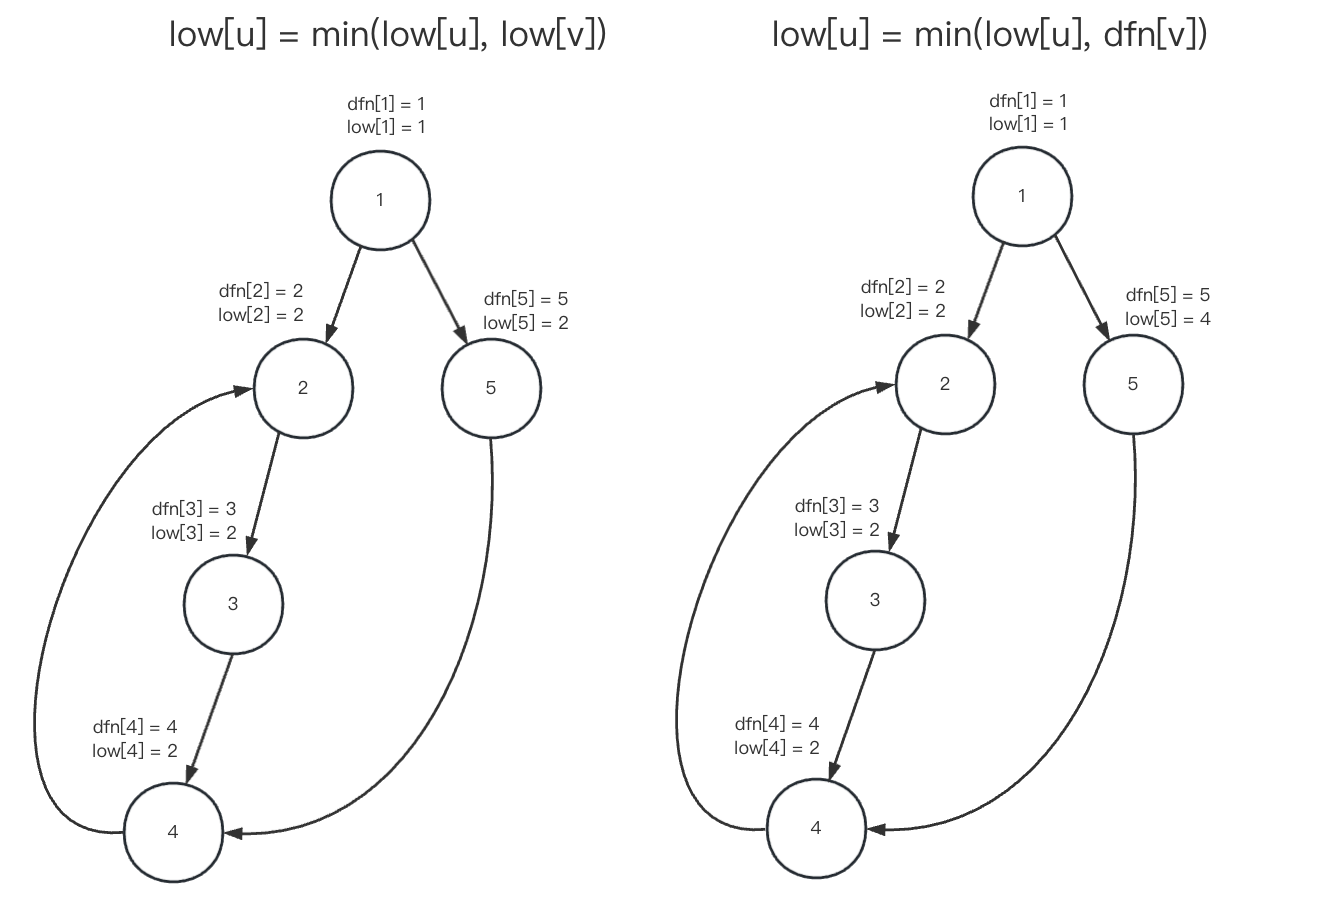 low[u] = min(low[u], low[v])
dfn[1] = 1
low[1] = 1
1
dfn[2] = 2
low[2] = 2
dfn[5] = 5
low[5] = 2
2
5
dfn[3] = 3
low[3] = 2
3
dfn[4] = 4
low[4] = 2
4
low[u] = min(low[u], dfn[v])
dfn[1] = 1
low[1] = 1
1
dfn[2] = 2
low[2] = 2
dfn[5] = 5
low[5] = 4
2
5
dfn[3] = 3
low[3] = 2
3
dfn[4] = 4
low[4] = 2
4